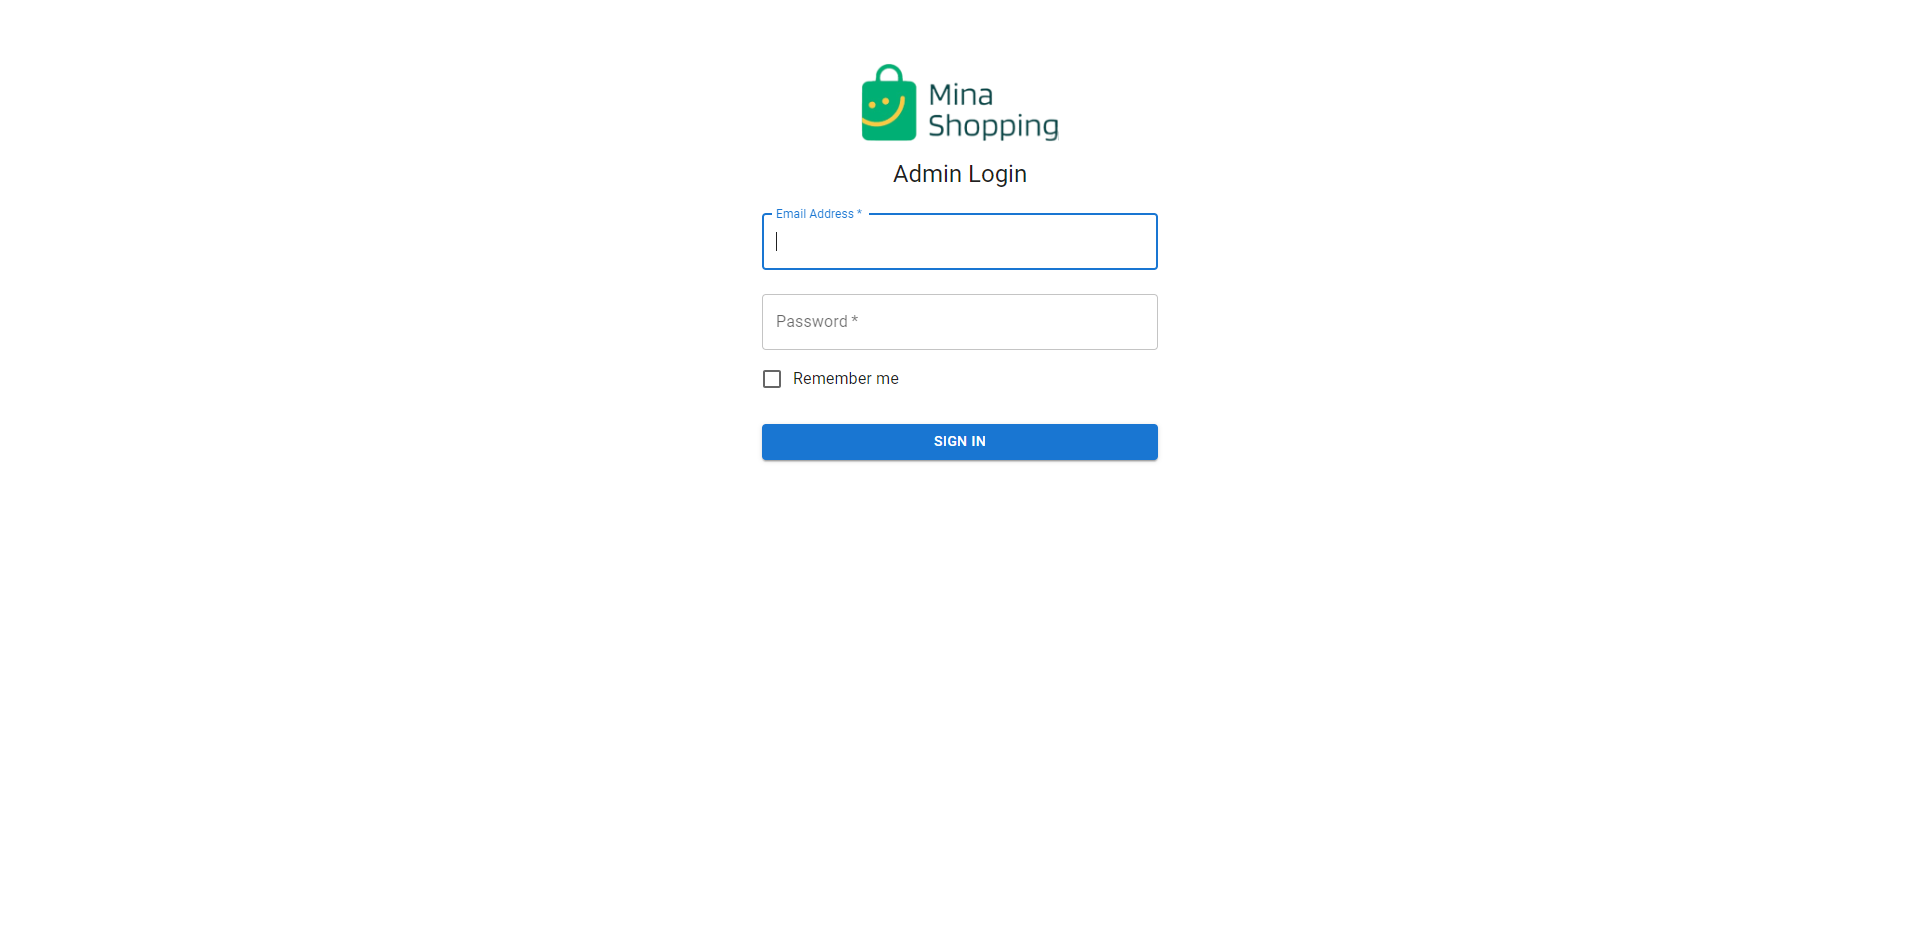 Mina
Shopping
Admin Login
Email Address *
Password *
Remember me
SIGN IN